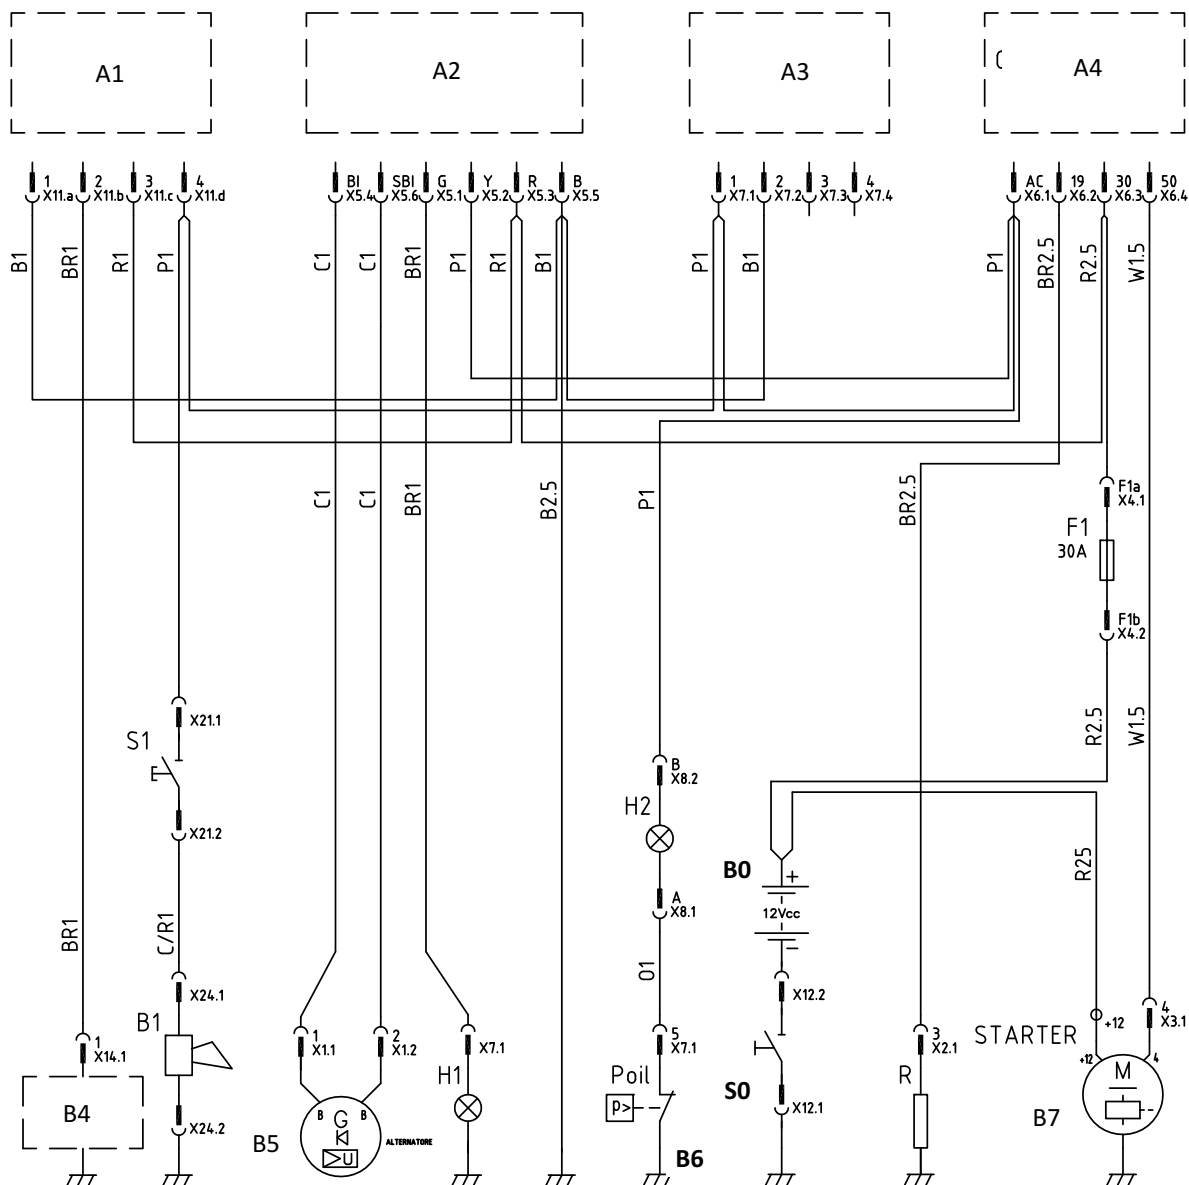 A1
A2
A3
A4
1
X11.a
2
X11.b
3
X11.c
4
X11.d
BI
X5.4
SBI
X5.6
G
X5.1
Y
X5.2
R
X5.3
B
X5.5
1
X7.1
2
X7.2
3
X7.3
4
X7.4
AC
X6.1
19
X6.2
30
X6.3
50
X6.4
B1
BR1
R1
P1
C1
C1
BR1
P1
R1
B1
P1
B1
P1
BR2.5
R2.5
W1.5
C1
C1
BR1
B2.5
P1
BR2.5
F1a
X4.1
F1
30A
F1b
X4.2
X21.1
S1
X21.2
B
X8.2
H2
A
X8.1
R2.5
W1.5
B0
+
12Vcc
-
R25
BR1
C/R1
O1
X24.1
X12.2
B1
1
X14.1
1
X1.1
2
X1.2
X7.1
5
X7.1
3
X2.1
STARTER
+12
4
X3.1
H1
Poil
P>
S0
X12.1
R
+12
4
M
B4
X24.2
B5
B
B
G
U
ALTERNATORE
B6
B7